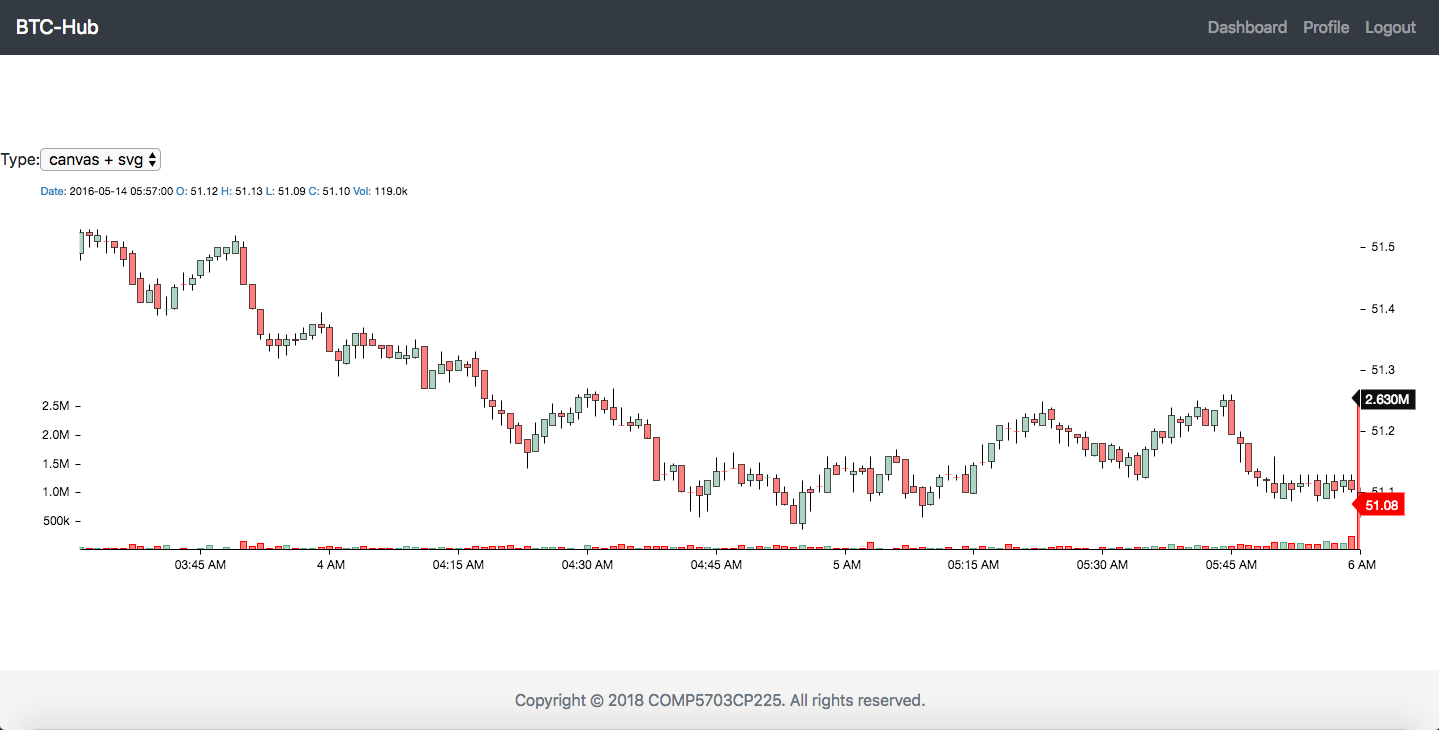 BTC-Hub Dashboard Profile Logout
Type: canvas + svg
Date: 2016-05-14 05:57:00 O: 51.12 H: 51.13 L: 51.09 C: 51.10 Vol: 119.0k
51.5
51.4
51.3
2.630M
2.5M
51.2
2.0M
1.5M
1.0M
51.1
51.08
500k
03:45 AM 4 AM 04:15 AM 04:30 AM 04:45 AM 5 AM 05:15 AM 05:30 AM 05:45 AM 6 AM
Copyright © 2018 COMP5703CP225. All rights reserved.